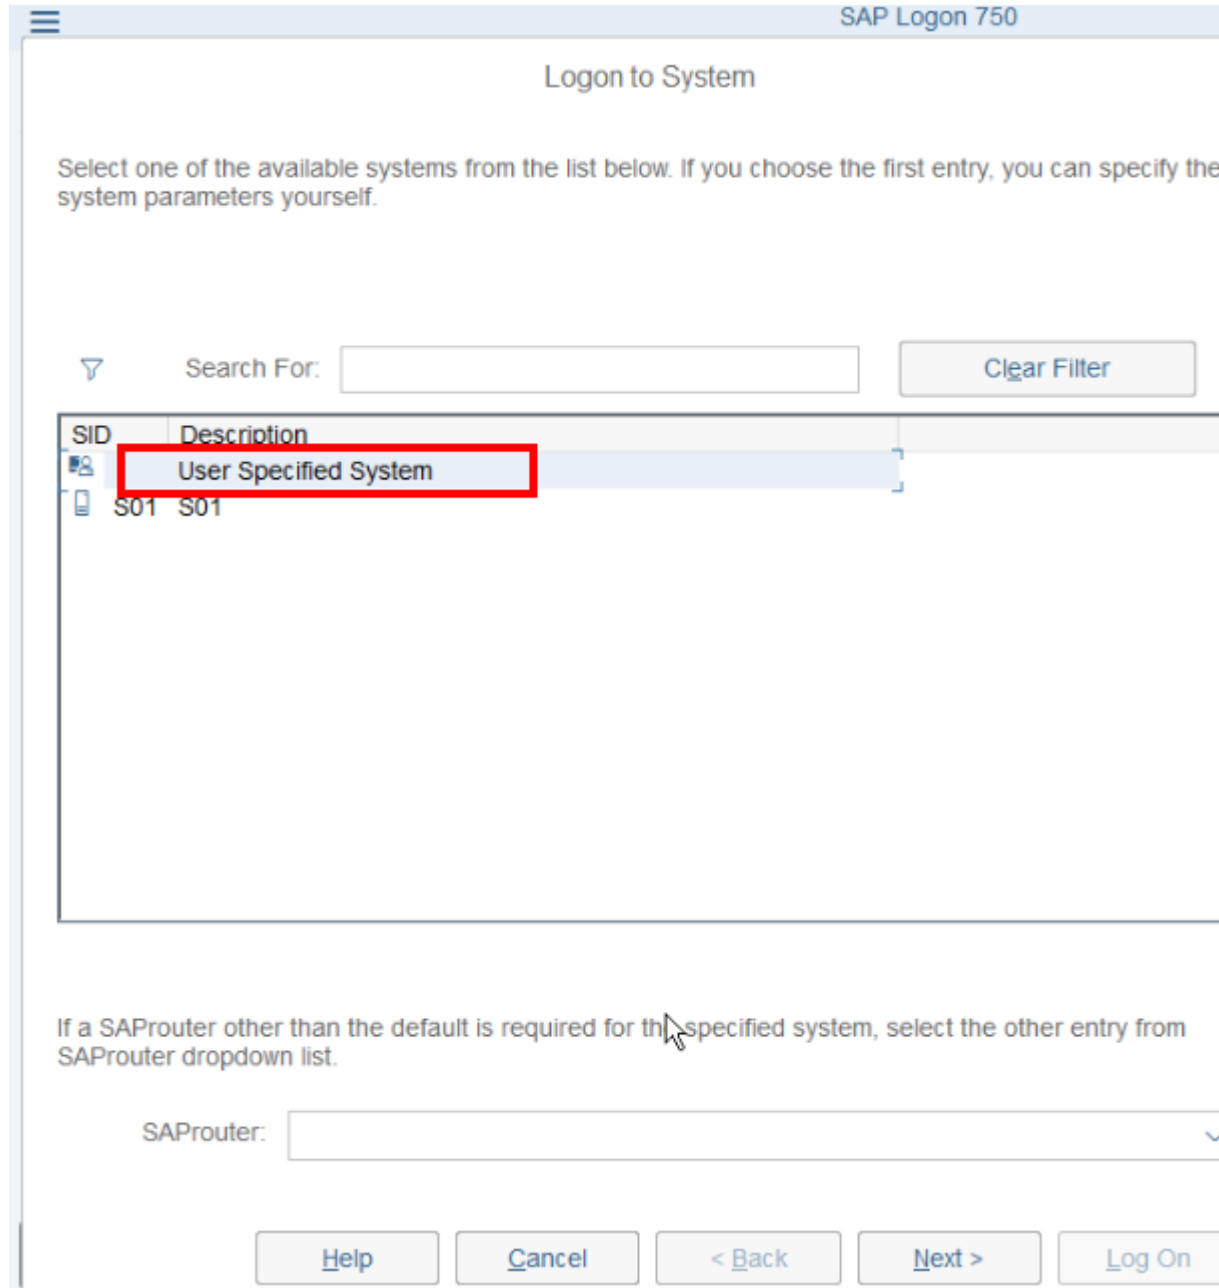 SAP Logon 750
Logon to System
Select one of the available systems from the list below. If you choose the first entry, you can specify the
system parameters yourself.
Search For:
Clear Filter
SID Description
User Specified System
S01 S01
If a SAProuter other than the default is required for the specified system, select the other entry from
SAProuter dropdown list.
SAProuter:
Help Cancel < Back Next > Log On